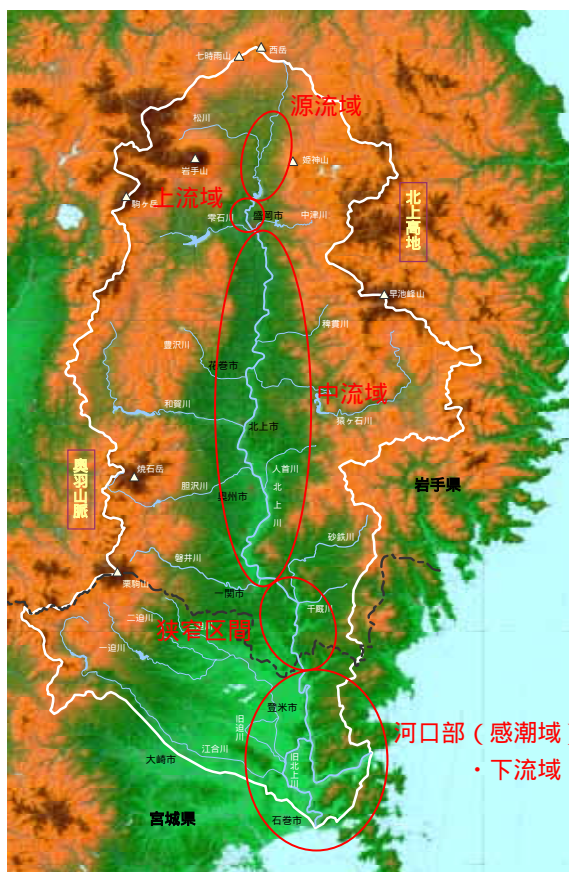 西岳
七時雨山
源流域
松川
岩手山
姫神山
上流域
駒ヶ岳
雫石川
盛岡市
中津川
北上高地
早池峰山
稗貫川
豊沢川
花巻市
中流域
和賀川
猿ヶ石川
北上市
人首川
北上川
焼石岳
奥羽山脈
胆沢川
奥州市
岩手県
砂鉄川
磐井川
栗駒山
一関市
千厩川
二迫川
狭窄区間
一迫川
登米市
旧迫川
河口部(感潮域)
・下流域
江合川
旧北上川
大崎市
宮城県
石巻市